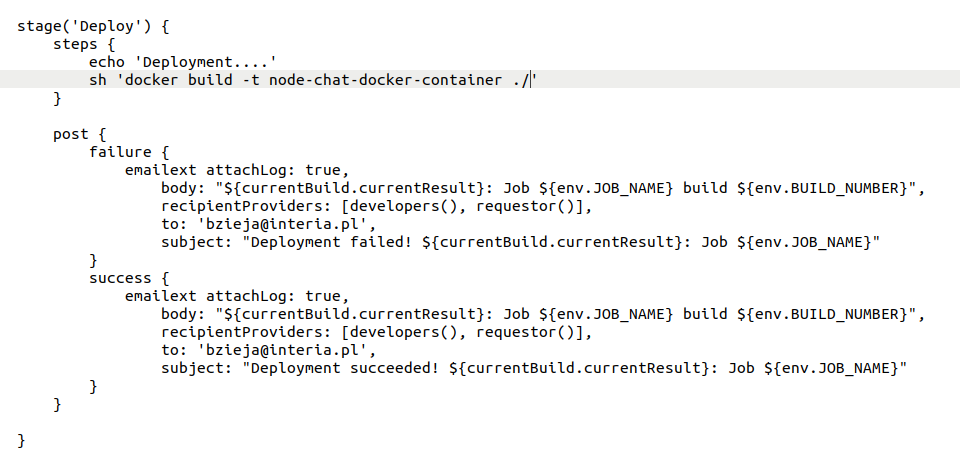 stage('Deploy') {
    steps {
        echo 'Deployment....'
        sh 'docker build -t node-chat-docker-container ./'
    }

    post {
        failure {
            emailext attachLog: true,
                body: "${currentBuild.currentResult}: Job ${env.JOB_NAME} build ${env.BUILD_NUMBER}",
                recipientProviders: [developers(), requestor()],
                to: 'bzieja@interia.pl',
                subject: "Deployment failed! ${currentBuild.currentResult}: Job ${env.JOB_NAME}"
        }
        success {
            emailext attachLog: true,
                body: "${currentBuild.currentResult}: Job ${env.JOB_NAME} build ${env.BUILD_NUMBER}",
                recipientProviders: [developers(), requestor()],
                to: 'bzieja@interia.pl',
                subject: "Deployment succeeded! ${currentBuild.currentResult}: Job ${env.JOB_NAME}"
        }
    }

}